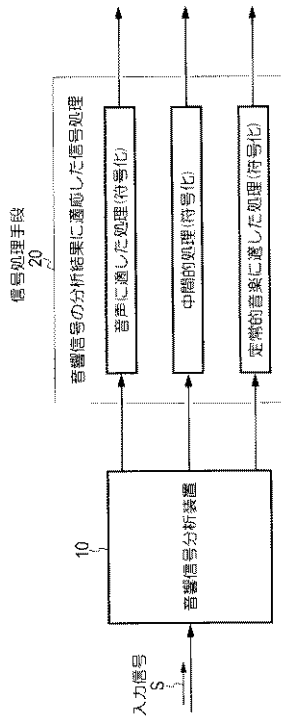 信号処理手段
20
音響信号の分析結果に適応した信号処理
音声に適した処理(符号化)
中間的処理(符号化)
定常的音楽に適した処理(符号化)
10
音響信号分析装置
入力信号
S